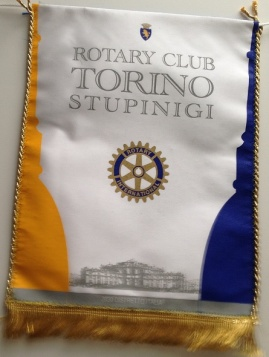 ROTARY CLUB
TORINO
STUPINIGI
ROTARY
INTERNATIONAL